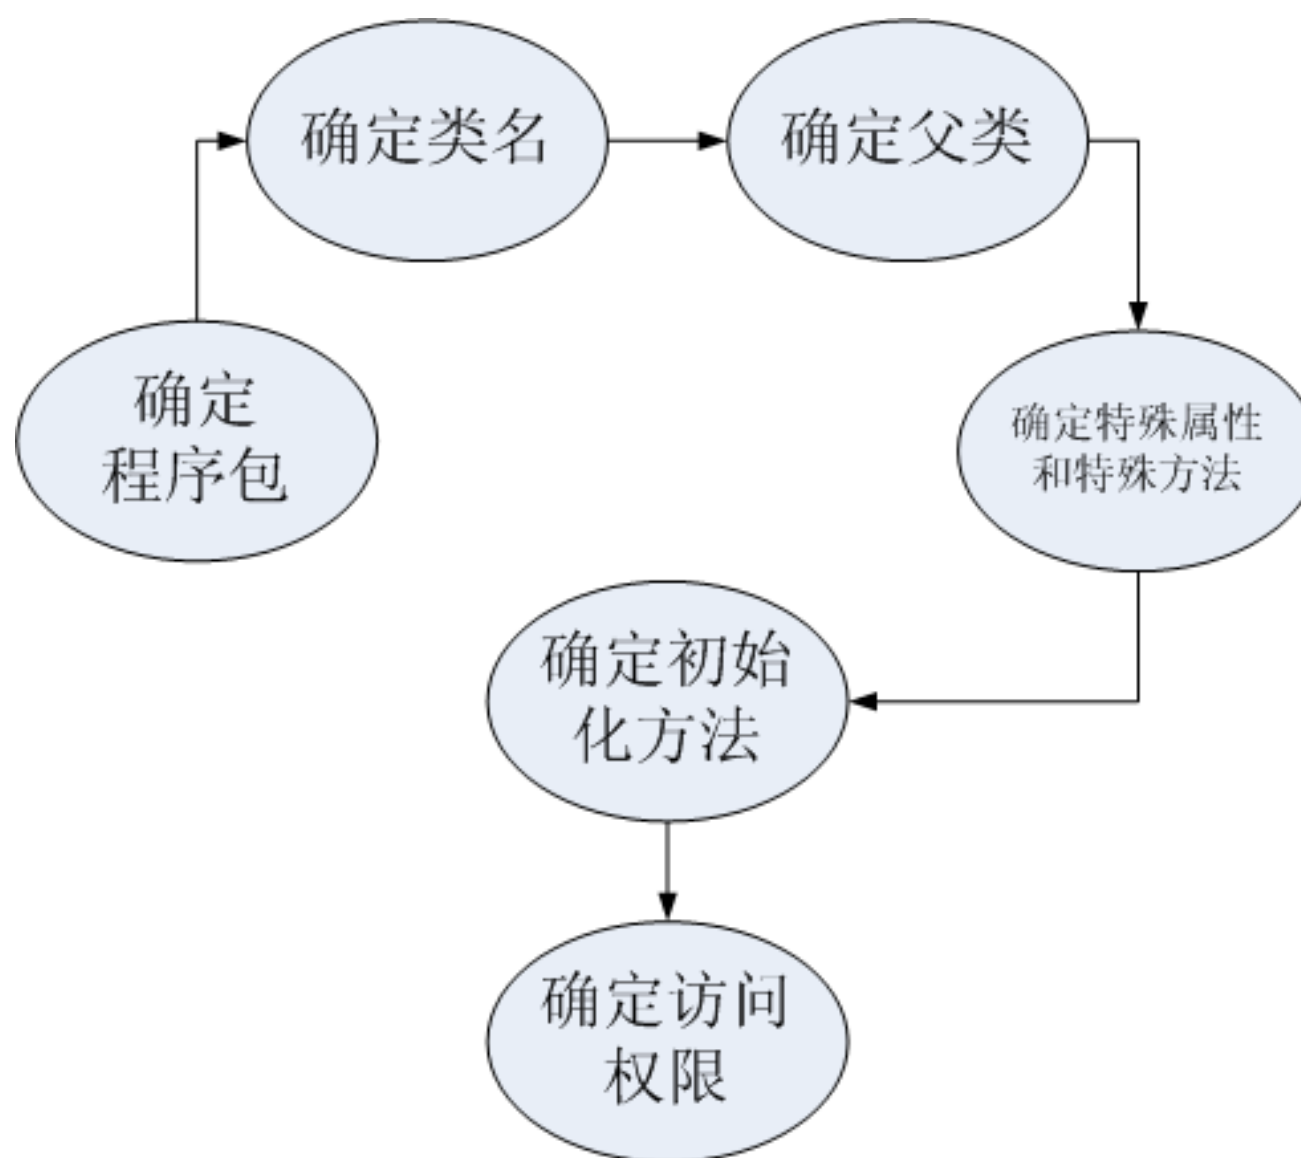 确定类名
确定父类
确定
程序包
确定特殊属性
和特殊方法
确定初始
化方法
确定访问
权限